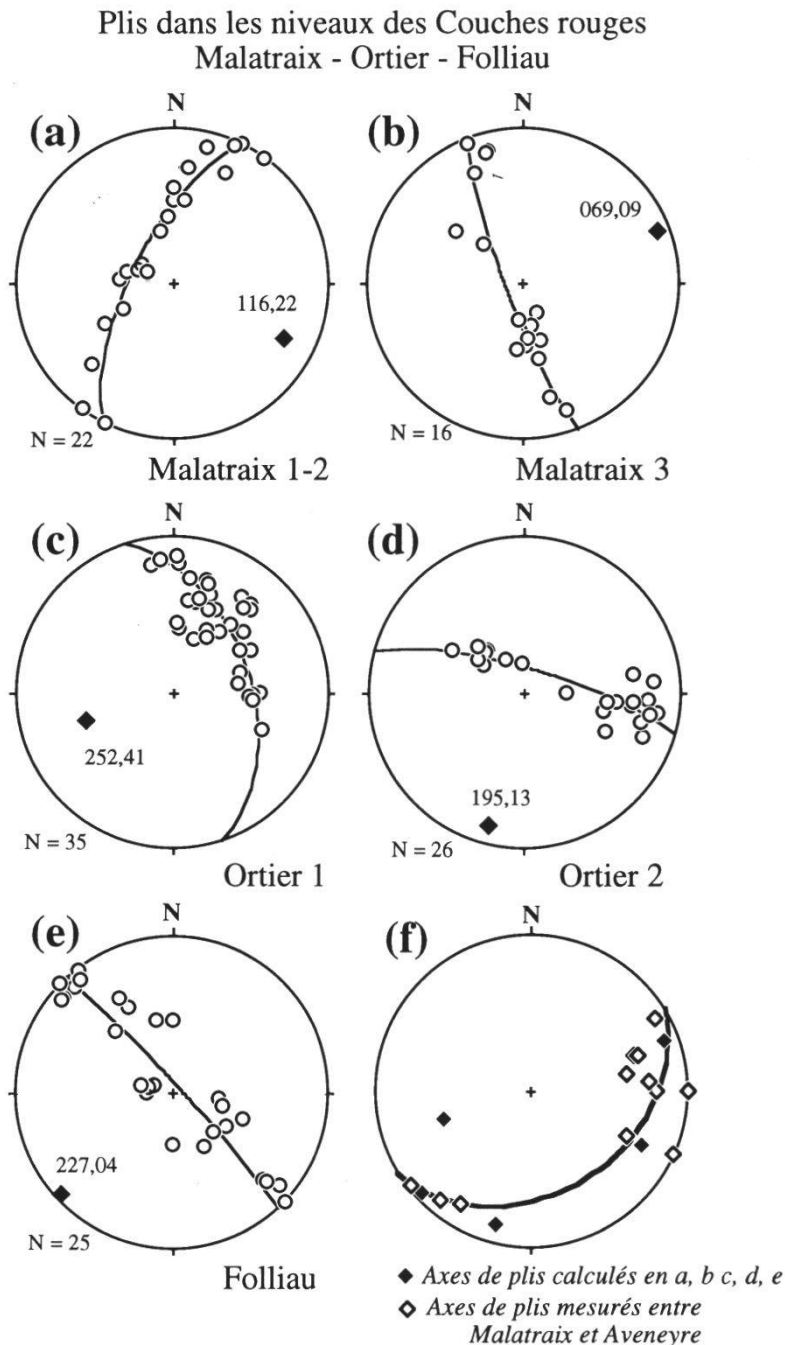 Plis dans les niveaux des Couches rouges
Malatraix - Ortier - Folliau
(a)
N
116,22
N = 22
Malatraix 1-2
(b)
N
069,09
N = 16
Malatraix 3
(c)
N
252,41
N = 35
Ortier 1
(d)
N
195,13
N = 26
Ortier 2
(e)
N
227,04
N = 25
Folliau
(f)
N
Axes de plis calculés en a, b c, d, e
Axes de plis mesurés entre
Malatraix et Aveneyre